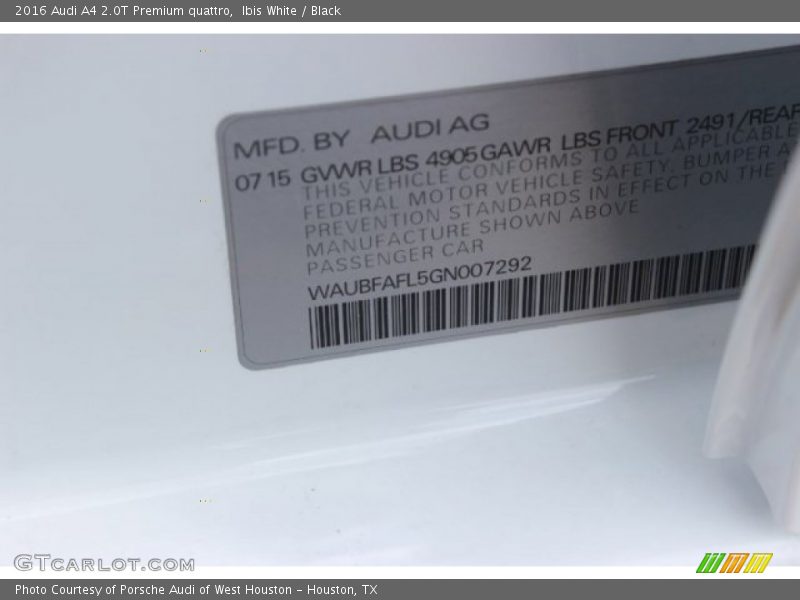 2016 Audi A4 2.0T Premium quattro,  Ibis White / Black
MFD. BY AUDI AG
07 15 GVWR LBS 4905 GAWR LBS FRONT 2491/REAR
THIS VEHICLE CONFORMS TO ALL APPLICABLE
FEDERAL MOTOR VEHICLE SAFETY, BUMPER A
PREVENTION STANDARDS IN EFFECT ON THE
MANUFACTURE SHOWN ABOVE
PASSENGER CAR
WAUBFAFL5GN007292
GTCARLOT.COM
Photo Courtesy of Porsche Audi of West Houston – Houston, TX